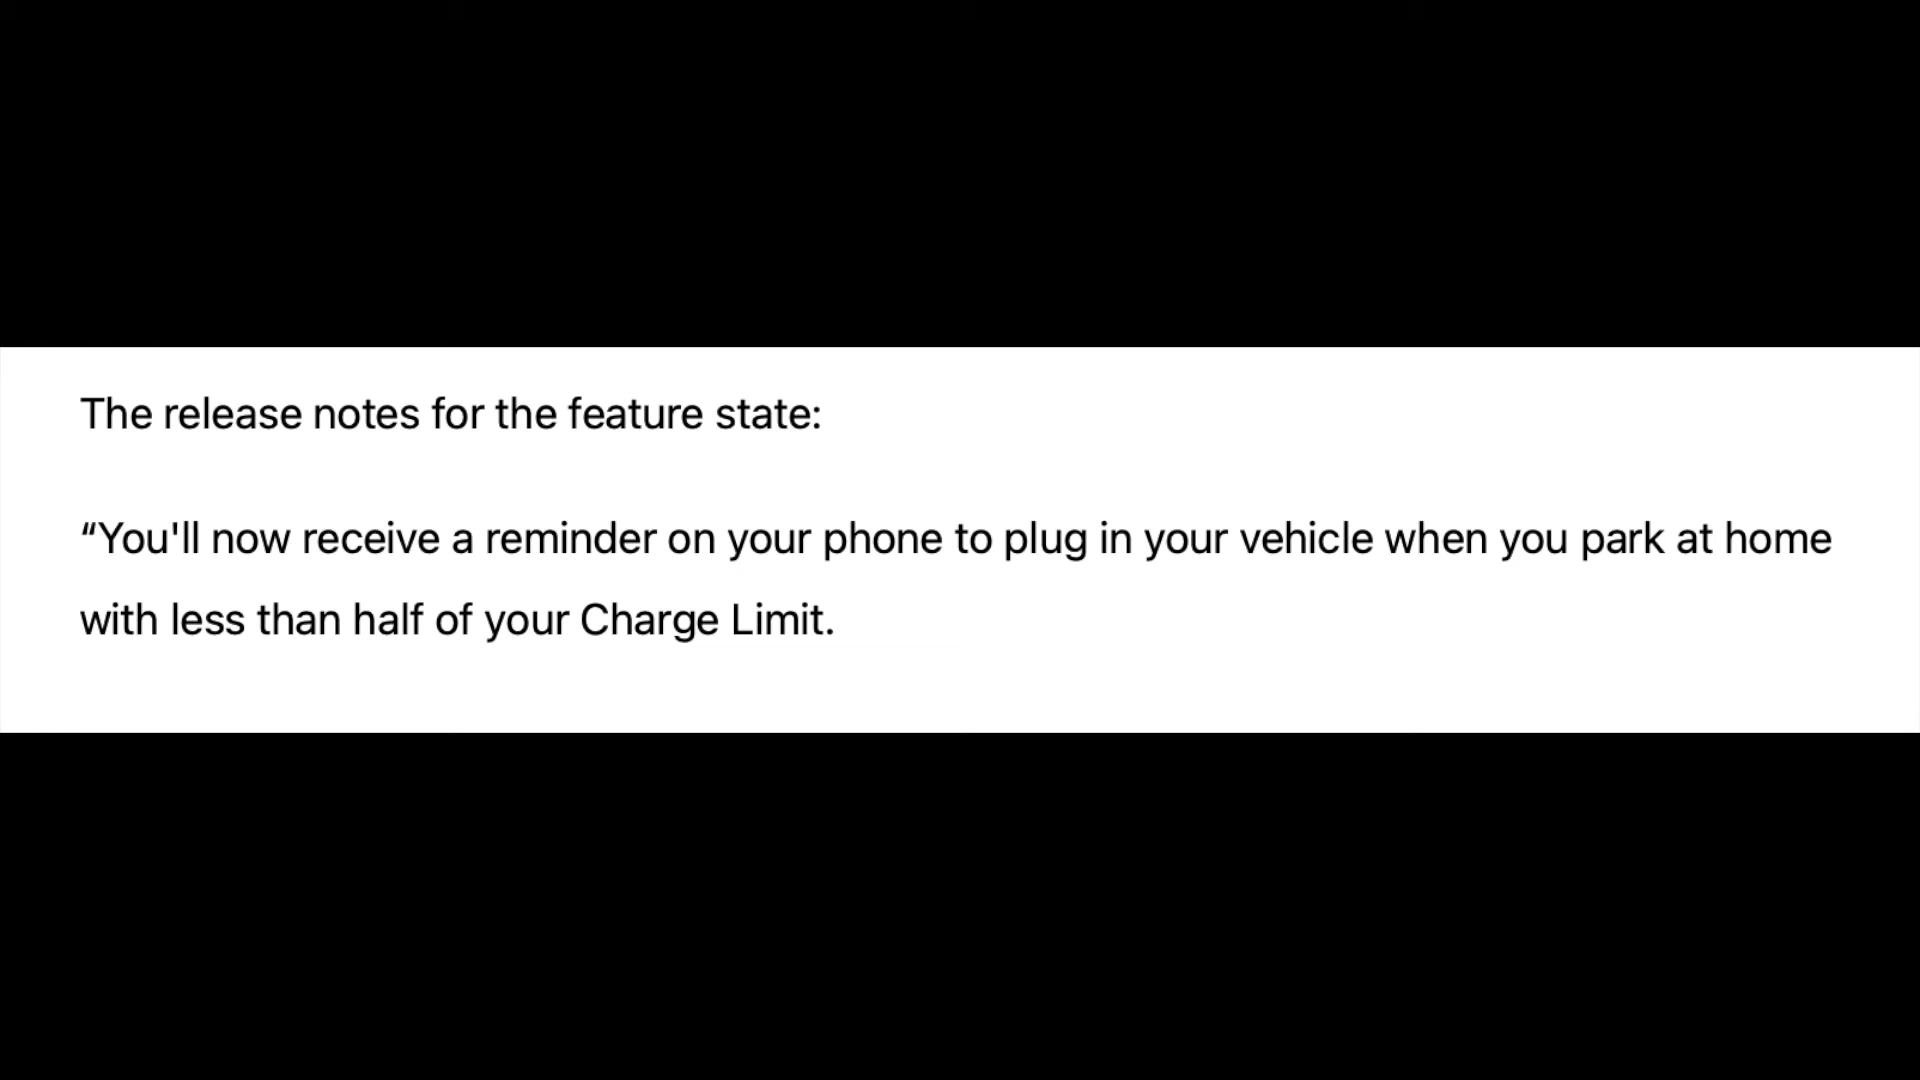 The release notes for the feature state:
“You'll now receive a reminder on your phone to plug in your vehicle when you park at home
with less than half of your Charge Limit.